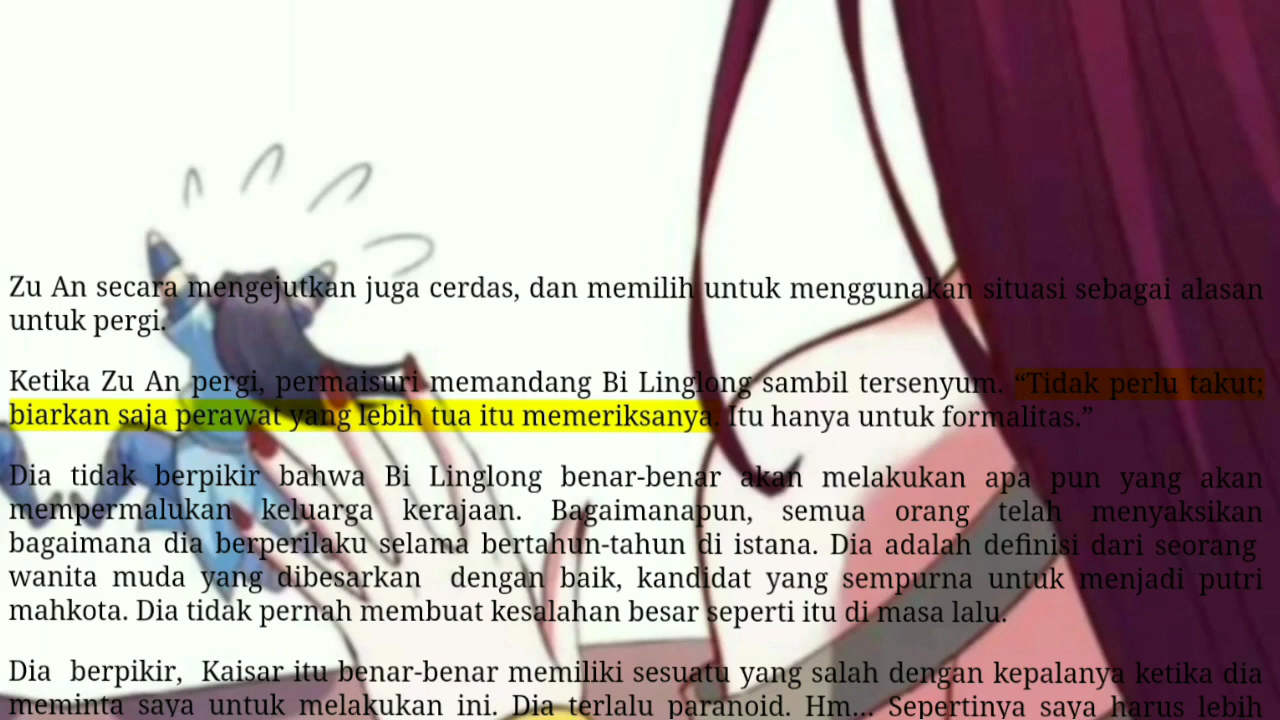 Zu An secara mengejutkan juga cerdas, dan memilih untuk menggunakan situasi sebagai alasan
untuk pergi.
Ketika Zu An pergi, permaisuri memandang Bi Linglong sambil tersenyum. “Tidak perlu takut;
biarkan saja perawat yang lebih tua itu memeriksanya. Itu hanya untuk formalitas.”
Dia tidak berpikir bahwa Bi Linglong benar-benar akan melakukan apa pun yang akan
mempermalukan keluarga kerajaan. Bagaimanapun, semua orang telah menyaksikan
bagaimana dia berperilaku selama bertahun-tahun di istana. Dia adalah definisi dari seorang
wanita muda yang dibesarkan dengan baik, kandidat yang sempurna untuk menjadi putri
mahkota. Dia tidak pernah membuat kesalahan besar seperti itu di masa lalu.
Dia berpikir, Kaisar itu benar-benar memiliki sesuatu yang salah dengan kepalanya ketika dia
meminta saya untuk melakukan ini. Dia terlalu paranoid. Hm... Sepertinya saya harus lebih